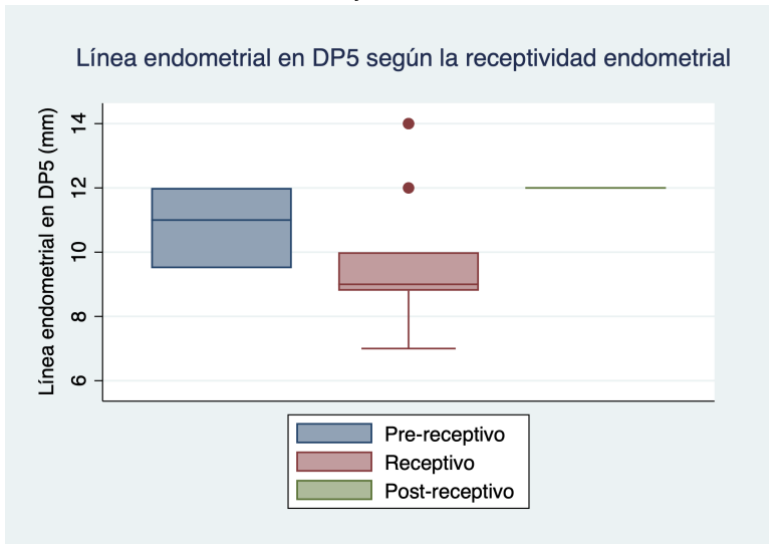 Línea endometrial en DP5 según la receptividad endometrial
Línea endometrial en DP5 (mm)
14
12
10
8
6
Pre-receptivo
Receptivo
Post-receptivo